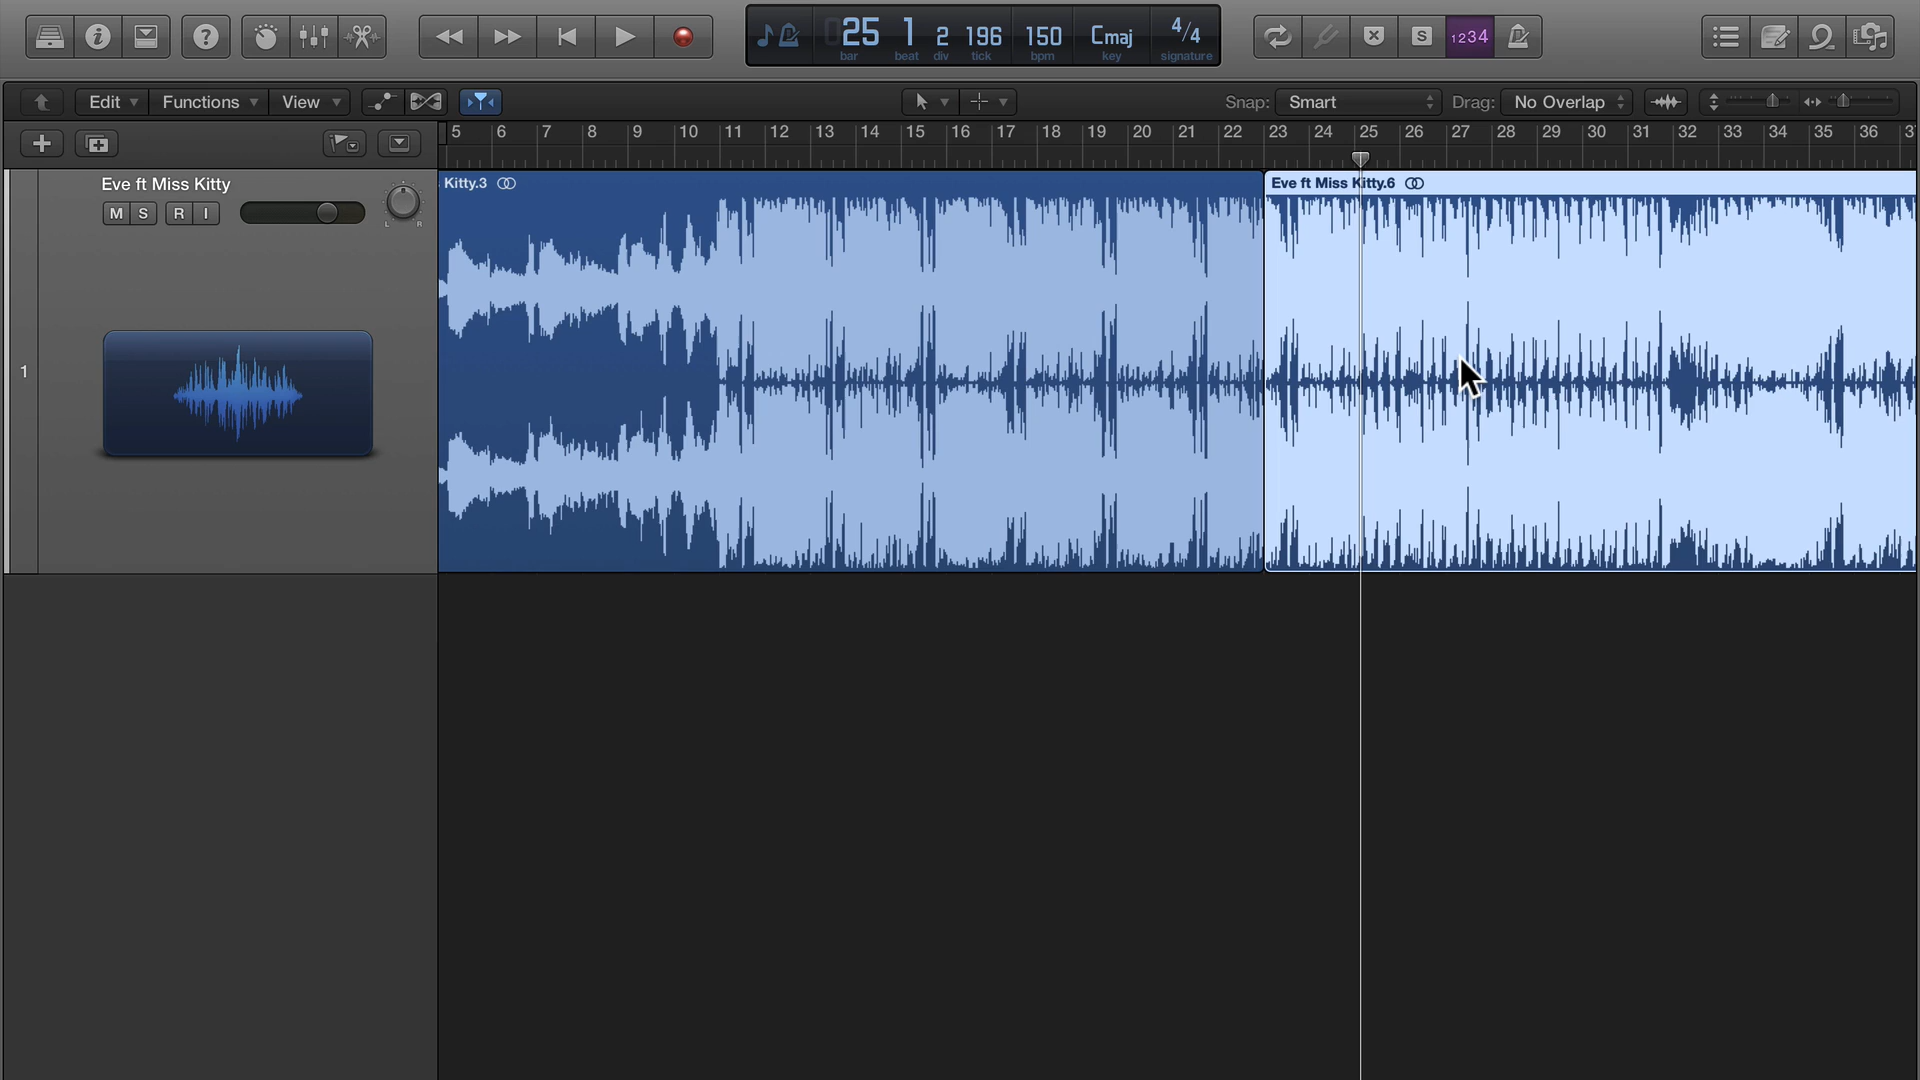 025 1 2 196 150 Cmaj 4/4
bar beat div tick bpm key signature
S 1234
Edit Functions View Snap: Smart Drag: No Overlap
5 6 7 8 9 10 11 12 13 14 15 16 17 18 19 20 21 22 23 24 25 26 27 28 29 30 31 32 33 34 35 36 37
Eve ft Miss Kitty
M S R I
L R
1
Kitty.3
Eve ft Miss Kitty.6